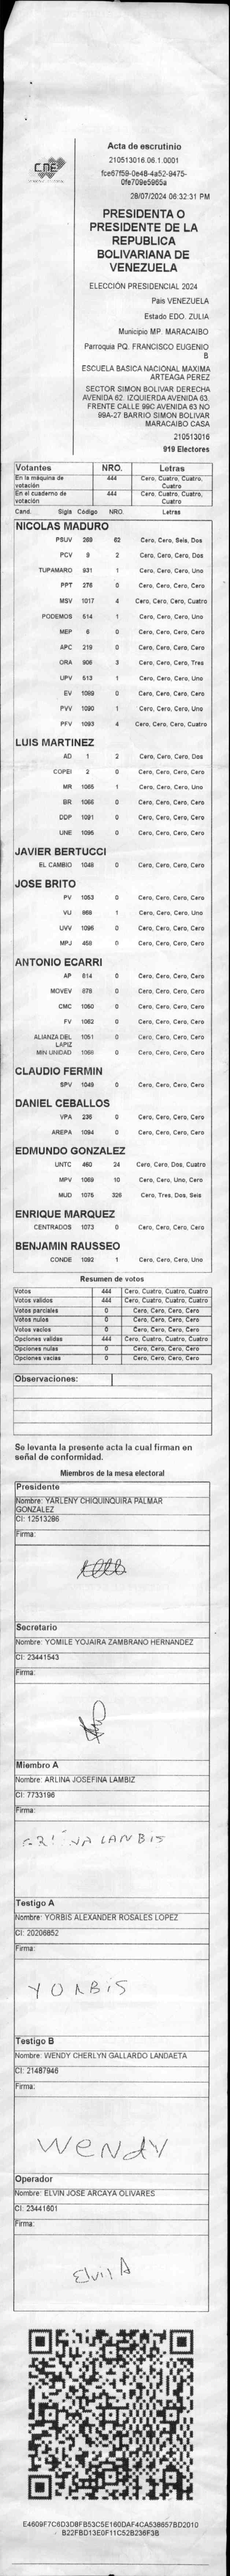 CNE
Acta de escrutinio
210513016.06.1.0001
fce67f59-0e48-4a52-9475-
0fe709e5965a
28/07/2024 06:32:31 PM
PRESIDENTA O
PRESIDENTE DE LA
REPUBLICA
BOLIVARIANA DE
VENEZUELA
ELECCIÓN PRESIDENCIAL 2024
País VENEZUELA
Estado EDO. ZULIA
Municipio MP. MARACAIBO
Parroquia PQ. FRANCISCO EUGENIO
B
ESCUELA BASICA NACIONAL MAXIMA
ARTEAGA PEREZ
SECTOR SIMON BOLIVAR DERECHA
AVENIDA 62. IZQUIERDA AVENIDA 63.
FRENTE CALLE 99C AVENIDA 63 NO
99A-27 BARRIO SIMON BOLIVAR
MARACAIBO CASA
210513016
919 Electores
Votantes NRO. Letras
En la máquina de votación 444 Cero, Cuatro, Cuatro, Cuatro
En el cuaderno de votación 444 Cero, Cuatro, Cuatro, Cuatro
Cand. Sigla Código NRO. Letras
NICOLAS MADURO
PSUV 269 62 Cero, Cero, Seis, Dos
PCV 9 2 Cero, Cero, Cero, Dos
TUPAMARO 931 1 Cero, Cero, Cero, Uno
PPT 276 0 Cero, Cero, Cero, Cero
MSV 1017 4 Cero, Cero, Cero, Cuatro
PODEMOS 514 1 Cero, Cero, Cero, Uno
MEP 6 0 Cero, Cero, Cero, Cero
APC 219 0 Cero, Cero, Cero, Cero
ORA 906 3 Cero, Cero, Cero, Tres
UPV 513 1 Cero, Cero, Cero, Uno
EV 1089 0 Cero, Cero, Cero, Cero
PVV 1090 1 Cero, Cero, Cero, Uno
PFV 1093 4 Cero, Cero, Cero, Cuatro
LUIS MARTINEZ
AD 1 2 Cero, Cero, Cero, Dos
COPEI 2 0 Cero, Cero, Cero, Cero
MR 1065 1 Cero, Cero, Cero, Uno
BR 1066 0 Cero, Cero, Cero, Cero
DDP 1091 0 Cero, Cero, Cero, Cero
UNE 1095 0 Cero, Cero, Cero, Cero
JAVIER BERTUCCI
EL CAMBIO 1048 0 Cero, Cero, Cero, Cero
JOSE BRITO
PV 1053 0 Cero, Cero, Cero, Cero
VU 868 1 Cero, Cero, Cero, Uno
UVV 1096 0 Cero, Cero, Cero, Cero
MPJ 458 0 Cero, Cero, Cero, Cero
ANTONIO ECARRI
AP 614 0 Cero, Cero, Cero, Cero
MOVEV 678 0 Cero, Cero, Cero, Cero
CMC 1050 0 Cero, Cero, Cero, Cero
FV 1062 0 Cero, Cero, Cero, Cero
ALIANZA DEL LAPIZ 1051 0 Cero, Cero, Cero, Cero
MIN UNIDAD 1068 0 Cero, Cero, Cero, Cero
CLAUDIO FERMIN
SPV 1049 0 Cero, Cero, Cero, Cero
DANIEL CEBALLOS
VPA 236 0 Cero, Cero, Cero, Cero
AREPA 1094 0 Cero, Cero, Cero, Cero
EDMUNDO GONZALEZ
UNTC 460 24 Cero, Cero, Dos, Cuatro
MPV 1069 10 Cero, Cero, Uno, Cero
MUD 1075 326 Cero, Tres, Dos, Seis
ENRIQUE MARQUEZ
CENTRADOS 1073 0 Cero, Cero, Cero, Cero
BENJAMIN RAUSSEO
CONDE 1092 1 Cero, Cero, Cero, Uno
Resumen de votos
Votos 444 Cero, Cuatro, Cuatro, Cuatro
Votos validos 444 Cero, Cuatro, Cuatro, Cuatro
Votos parciales 0 Cero, Cero, Cero, Cero
Votos nulos 0 Cero, Cero, Cero, Cero
Votos vacíos 0 Cero, Cero, Cero, Cero
Opciones validas 444 Cero, Cuatro, Cuatro, Cuatro
Opciones nulas 0 Cero, Cero, Cero, Cero
Opciones vacias 0 Cero, Cero, Cero, Cero
Observaciones:
Se levanta la presente acta la cual firman en
señal de conformidad.
Miembros de la mesa electoral
Presidente
Nombre: YARLENY CHIQUINQUIRA PALMAR
GONZALEZ
CI: 12513286
Firma:
Secretario
Nombre: YOMILE YOJAIRA ZAMBRANO HERNANDEZ
CI: 23441543
Firma:
Miembro A
Nombre: ARLINA JOSEFINA LAMBIZ
CI: 7733196
Firma:
LANBIS
Testigo A
Nombre: YORBIS ALEXANDER ROSALES LOPEZ
CI: 20206852
Firma:
YORBIS
Testigo B
Nombre: WENDY CHERLYN GALLARDO LANDAETA
CI: 21487946
Firma:
WeNdY
Operador
Nombre: ELVIN JOSE ARCAYA OLIVARES
CI: 23441601
Firma:
Elvin A
E4609F7C6D3D8FB53C5E160DAF4CA538657BD2010
B22FBD13E0F11C52B236F3B